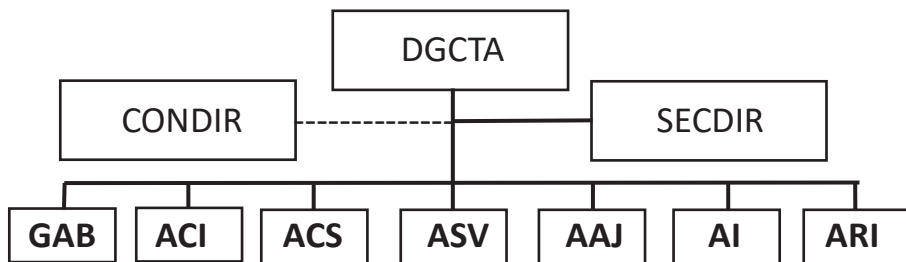 DGCTA
CONDIR
SECDIR
GAB
ACI
ACS
ASV
AAJ
AI
ARI